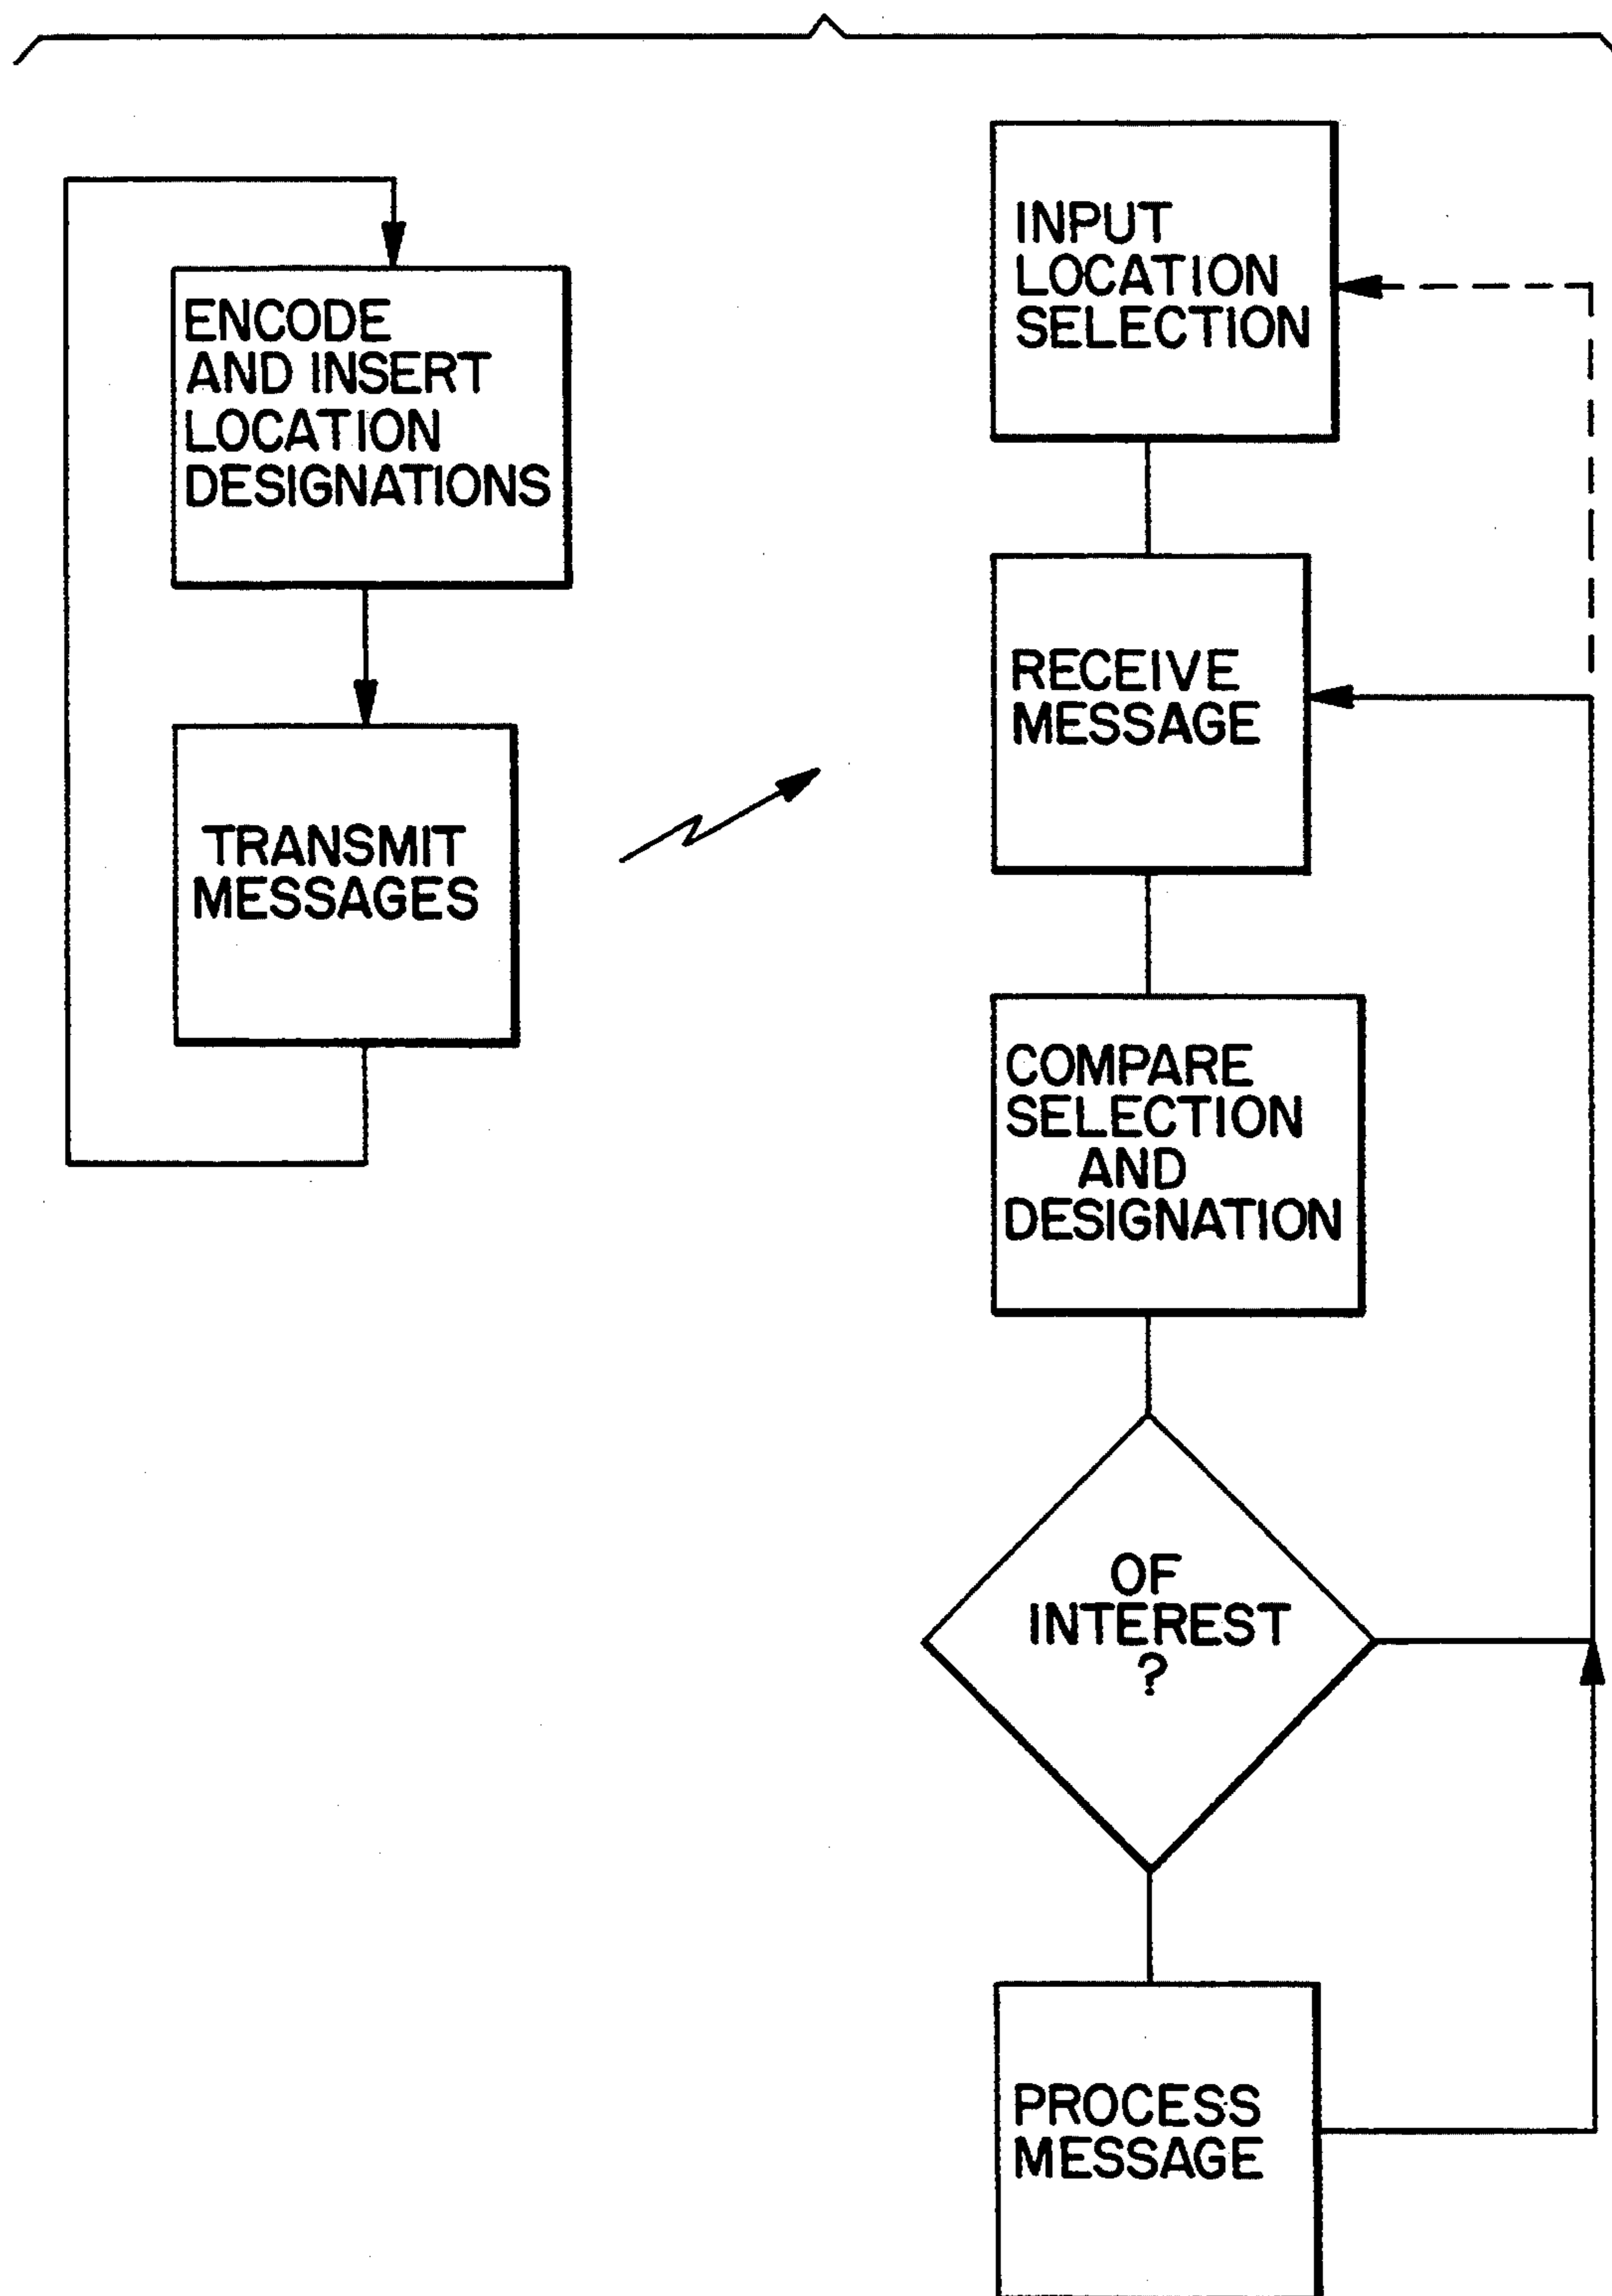 ENCODE
AND INSERT
LOCATION
DESIGNATIONS
TRANSMIT
MESSAGES
INPUT
LOCATION
SELECTION
RECEIVE
MESSAGE
COMPARE
SELECTION
AND
DESIGNATION
OF
INTEREST
?
PROCESS
MESSAGE